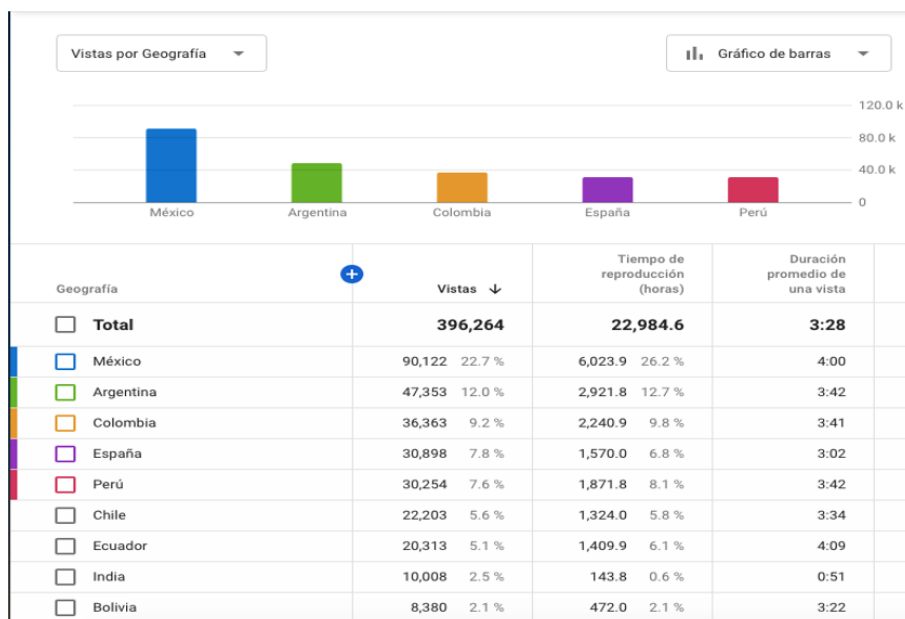 Vistas por Geografía
Gráfico de barras
120.0 k
80.0 k
40.0 k
0
México Argentina Colombia España Perú
Geografía Vistas Tiempo de reproducción (horas) Duración promedio de una vista
Total 396,264 22,984.6 3:28
México 90,122 22.7 % 6,023.9 26.2 % 4:00
Argentina 47,353 12.0 % 2,921.8 12.7 % 3:42
Colombia 36,363 9.2 % 2,240.9 9.8 % 3:41
España 30,898 7.8 % 1,570.0 6.8 % 3:02
Perú 30,254 7.6 % 1,871.8 8.1 % 3:42
Chile 22,203 5.6 % 1,324.0 5.8 % 3:34
Ecuador 20,313 5.1 % 1,409.9 6.1 % 4:09
India 10,008 2.5 % 143.8 0.6 % 0:51
Bolivia 8,380 2.1 % 472.0 2.1 % 3:22